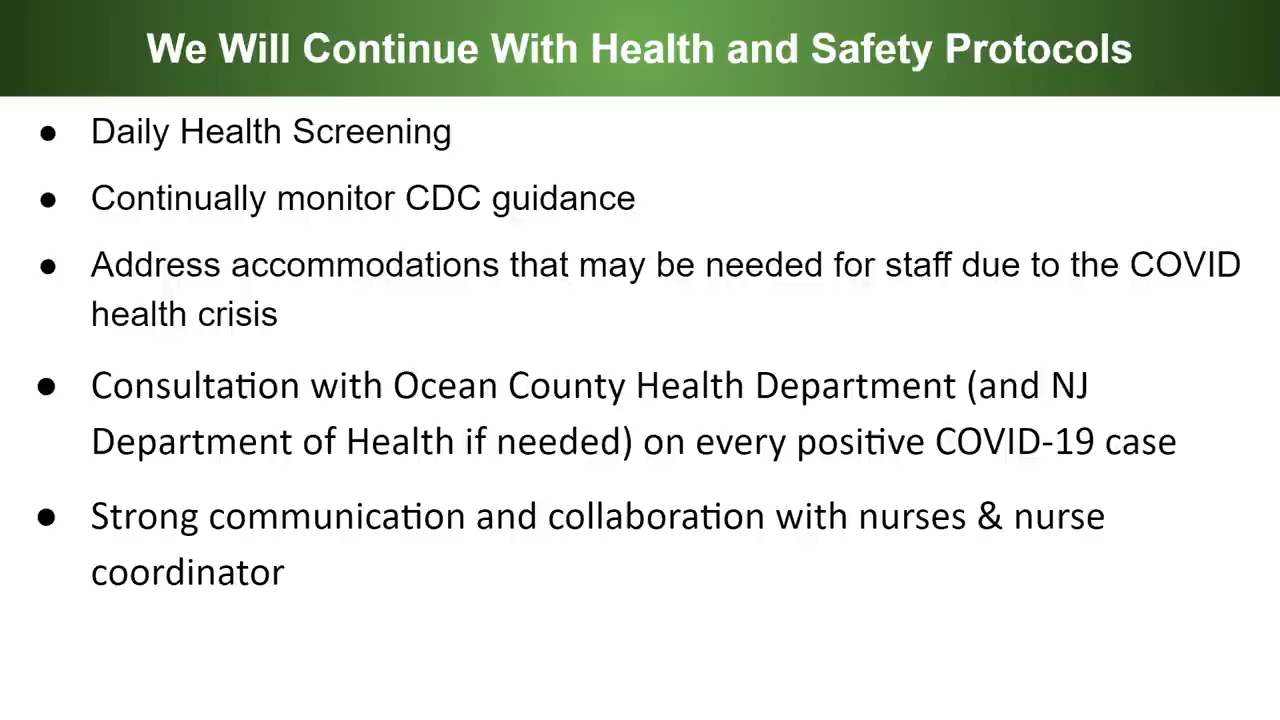 We Will Continue With Health and Safety Protocols
● Daily Health Screening
● Continually monitor CDC guidance
● Address accommodations that may be needed for staff due to the COVID
health crisis
● Consultation with Ocean County Health Department (and NJ
Department of Health if needed) on every positive COVID-19 case
● Strong communication and collaboration with nurses & nurse
coordinator